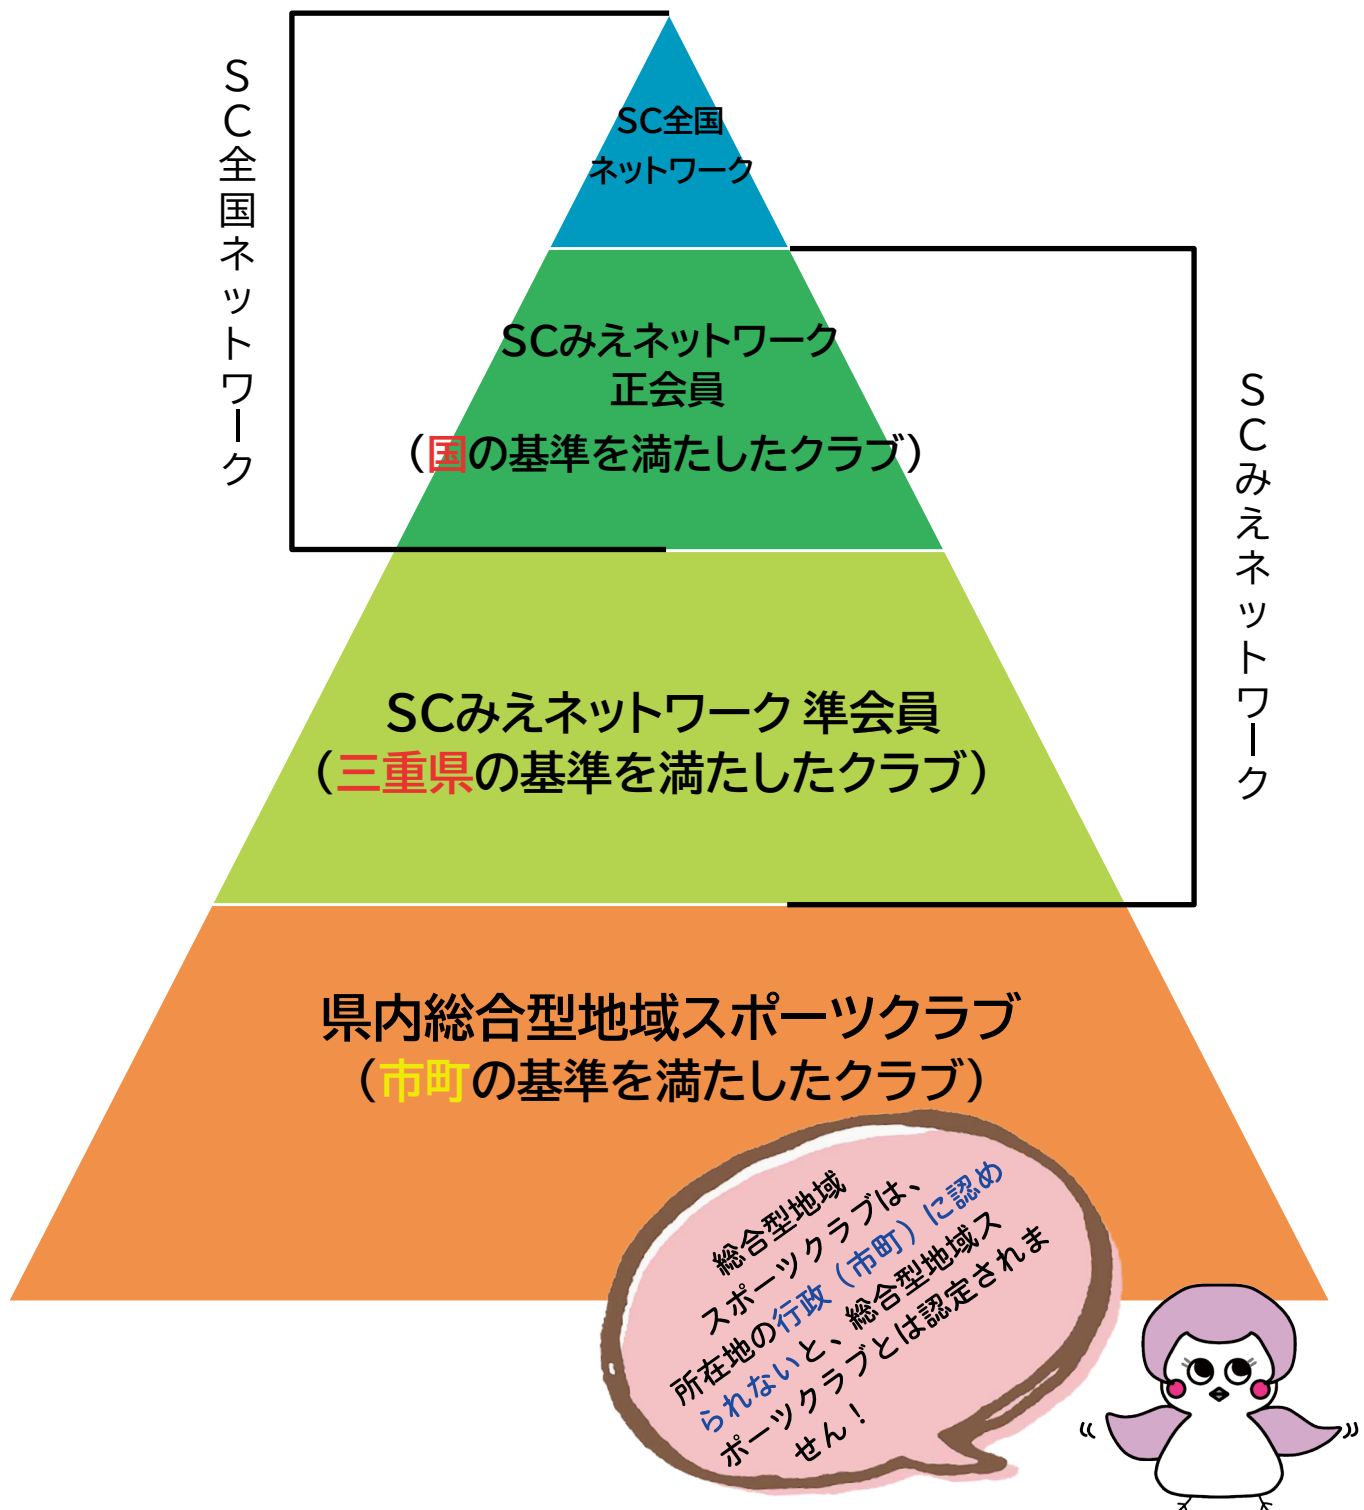 SC全国ネットワーク
SC全国
ネットワーク
SCみえネットワーク
正会員
（国の基準を満たしたクラブ）
SCみえネットワーク
SCみえネットワーク 準会員
（三重県の基準を満たしたクラブ）
県内総合型地域スポーツクラブ
（市町の基準を満たしたクラブ）
総合型地域
スポーツクラブは、
所在地の行政（市町）に認め
られないと、総合型地域ス
ポーツクラブとは認定されま
せん！